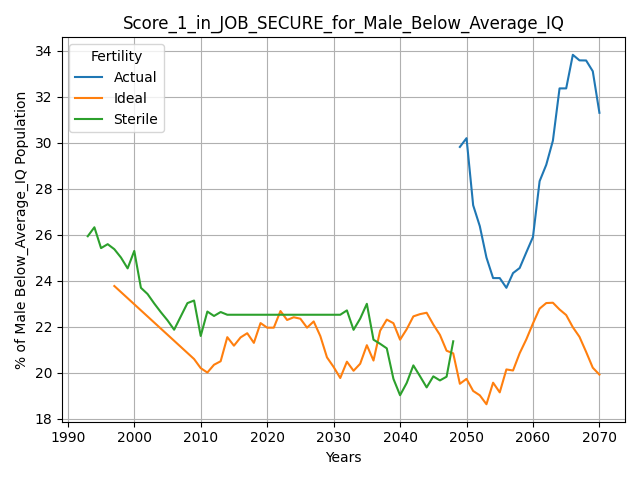 Score_1_in_JOB_SECURE_for_Male_Below_Average_IQ
% of Male Below_Average_IQ Population
34
32
30
28
26
24
22
20
18
Fertility
Actual
Ideal
Sterile
1990 2000 2010 2020 2030 2040 2050 2060 2070
Years